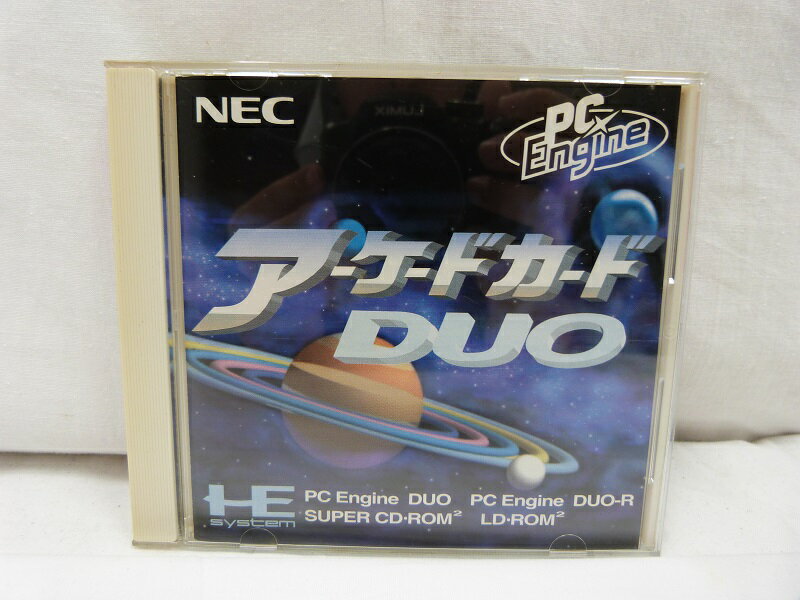 NEC
PC Engine
LUMIX
アーケードカード
DUO
HE system
PC Engine DUO PC Engine DUO-R
SUPER CD·ROM² LD·ROM²